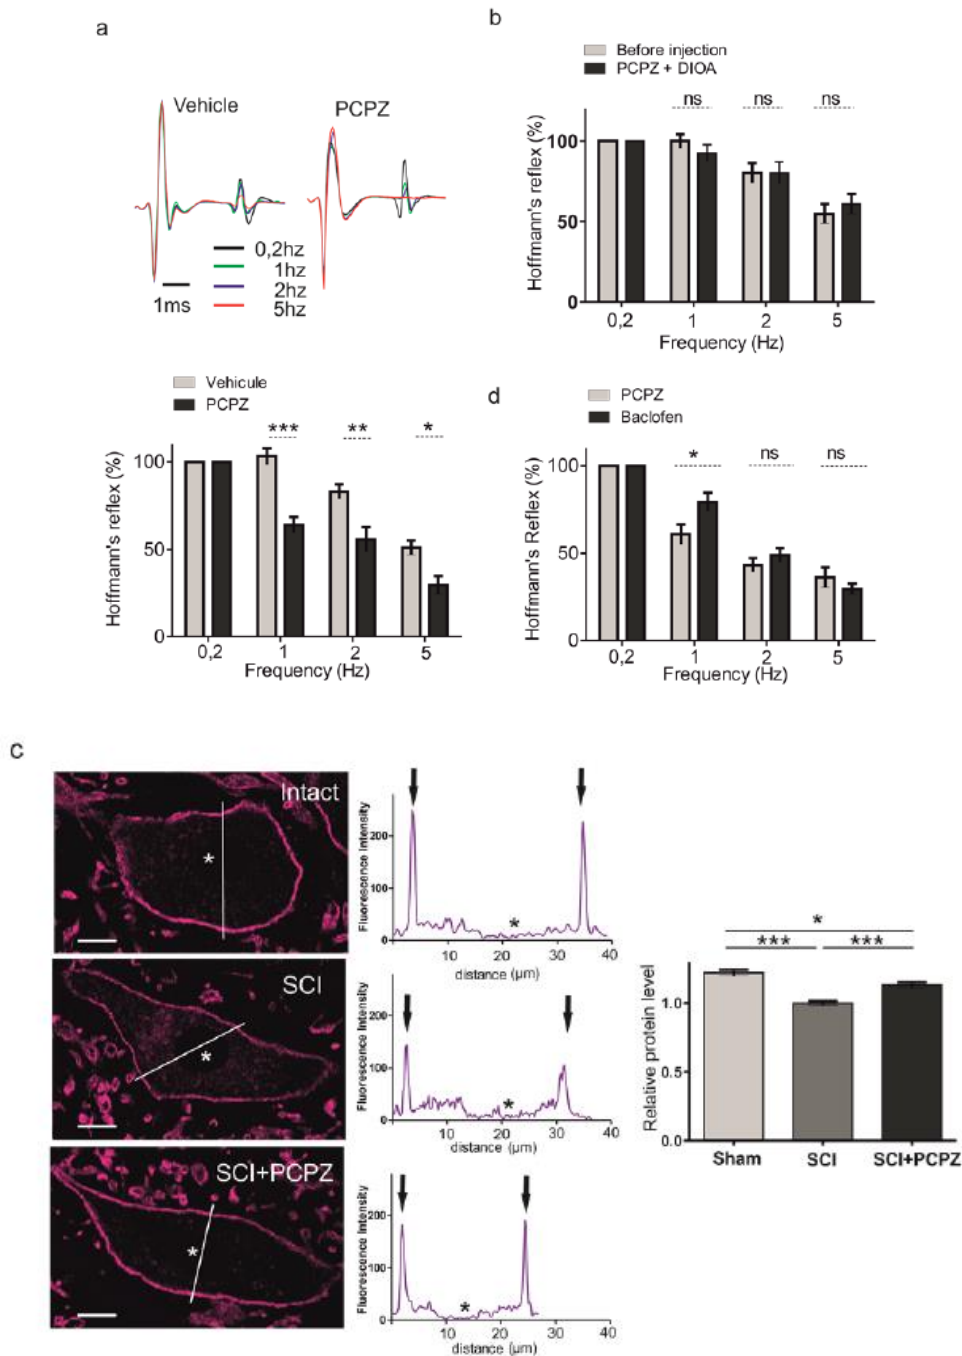 a
Vehicle
PCPZ
0,2hz
1hz
2hz
5hz
1ms
b
Before injection
PCPZ + DIOA
ns
ns
ns
Hoffmann's reflex (%)
100
50
0
0,2
1
2
5
Frequency (Hz)
Vehicule
PCPZ
***
**
*
Hoffmann's reflex (%)
100
50
0
0,2
1
2
5
Frequency (Hz)
d
PCPZ
Baclofen
*
ns
ns
Hoffmann's Reflex (%)
100
50
0
0,2
1
2
5
Frequency (Hz)
c
Intact
*
Fluorescence Intensity
200
100
0
*
10
20
30
40
distance (µm)
SCI
*
Fluorescence Intensity
200
100
0
*
10
20
30
40
distance (µm)
SCI+PCPZ
*
Fluorescence Intensity
200
100
0
*
10
20
30
40
distance (µm)
*
***
***
Relative protein level
1.0
0.5
0.0
Sham
SCI
SCI+PCPZ